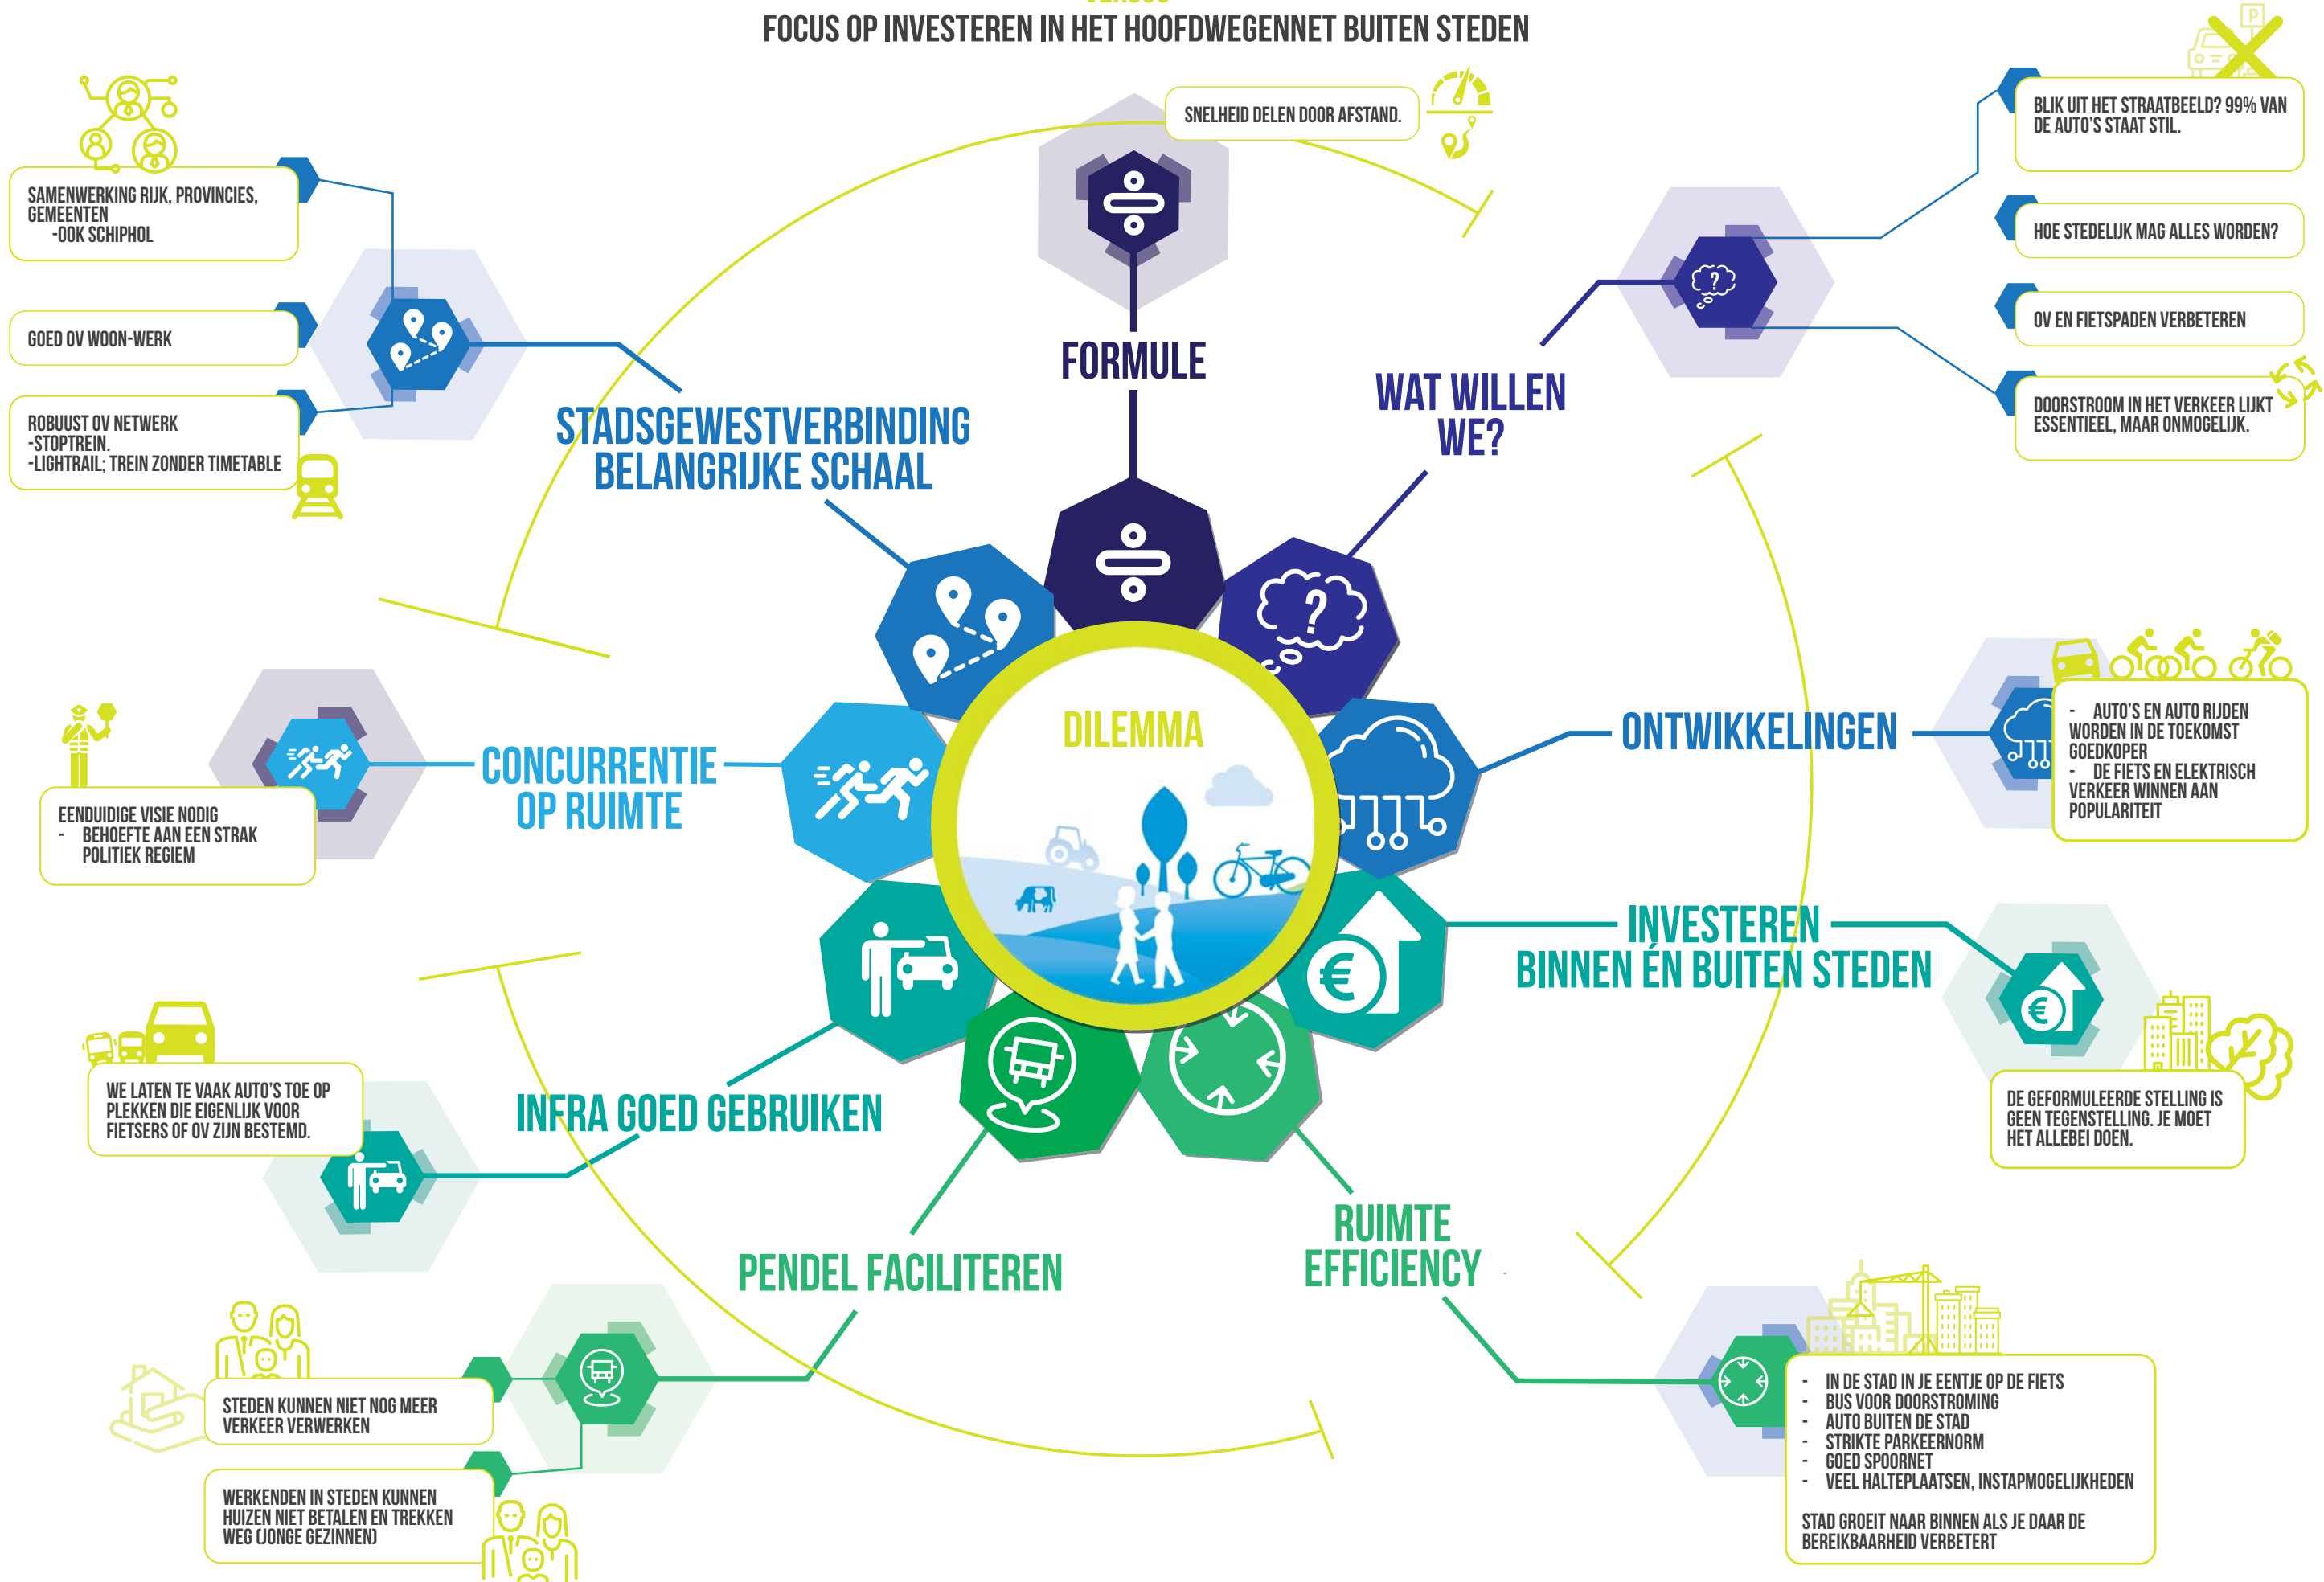 VERSUS
FOCUS OP INVESTEREN IN HET HOOFDWEGENNET BUITEN STEDEN
SNELHEID DELEN DOOR AFSTAND.
FORMULE
P
WAT WILLEN
WE?
?
?
BLIK UIT HET STRAATBEELD? 99% VAN
DE AUTO'S STAAT STIL.
HOE STEDELIJK MAG ALLES WORDEN?
OV EN FIETSPADEN VERBETEREN
DOORSTROOM IN HET VERKEER LIJKT
ESSENTIEEL, MAAR ONMOGELIJK.
SAMENWERKING RIJK, PROVINCIES,
GEMEENTEN
-OOK SCHIPHOL
GOED OV WOON-WERK
ROBUUST OV NETWERK
-STOPTREIN.
-LIGHTRAIL; TREIN ZONDER TIMETABLE
STADSGEWESTVERBINDING
BELANGRIJKE SCHAAL
DILEMMA
ONTWIKKELINGEN
- AUTO'S EN AUTO RIJDEN
WORDEN IN DE TOEKOMST
GOEDKOPER
- DE FIETS EN ELEKTRISCH
VERKEER WINNEN AAN
POPULARITEIT
CONCURRENTIE
OP RUIMTE
EENDUIDIGE VISIE NODIG
- BEHOEFTE AAN EEN STRAK
POLITIEK REGIEM
INVESTEREN
BINNEN ÉN BUITEN STEDEN
€
€
DE GEFORMULEERDE STELLING IS
GEEN TEGENSTELLING. JE MOET
HET ALLEBEI DOEN.
WE LATEN TE VAAK AUTO'S TOE OP
PLEKKEN DIE EIGENLIJK VOOR
FIETSERS OF OV ZIJN BESTEMD.
INFRA GOED GEBRUIKEN
PENDEL FACILITEREN
STEDEN KUNNEN NIET NOG MEER
VERKEER VERWERKEN
WERKENDEN IN STEDEN KUNNEN
HUIZEN NIET BETALEN EN TREKKEN
WEG (JONGE GEZINNEN)
RUIMTE
EFFICIENCY -
- IN DE STAD IN JE EENTJE OP DE FIETS
- BUS VOOR DOORSTROMING
- AUTO BUITEN DE STAD
- STRIKTE PARKEERNORM
- GOED SPOORNET
- VEEL HALTEPLAATSEN, INSTAPMOGELIJKHEDEN
STAD GROEIT NAAR BINNEN ALS JE DAAR DE
BEREIKBAARHEID VERBETERT